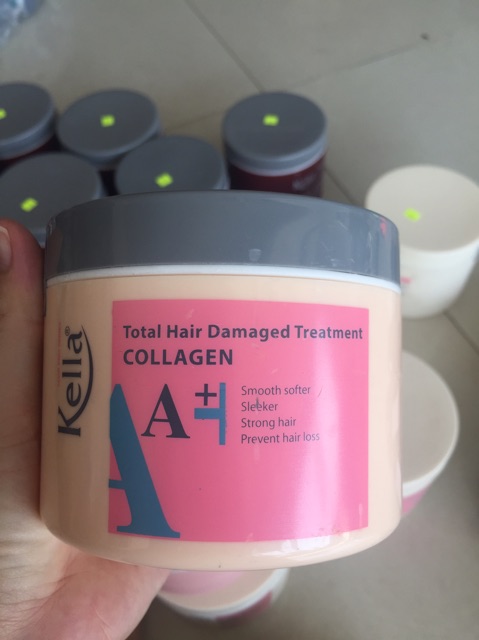 Kella®
Total Hair Damaged Treatment
COLLAGEN
A A+
Smooth softer
Sleeker
Strong hair
Prevent hair loss